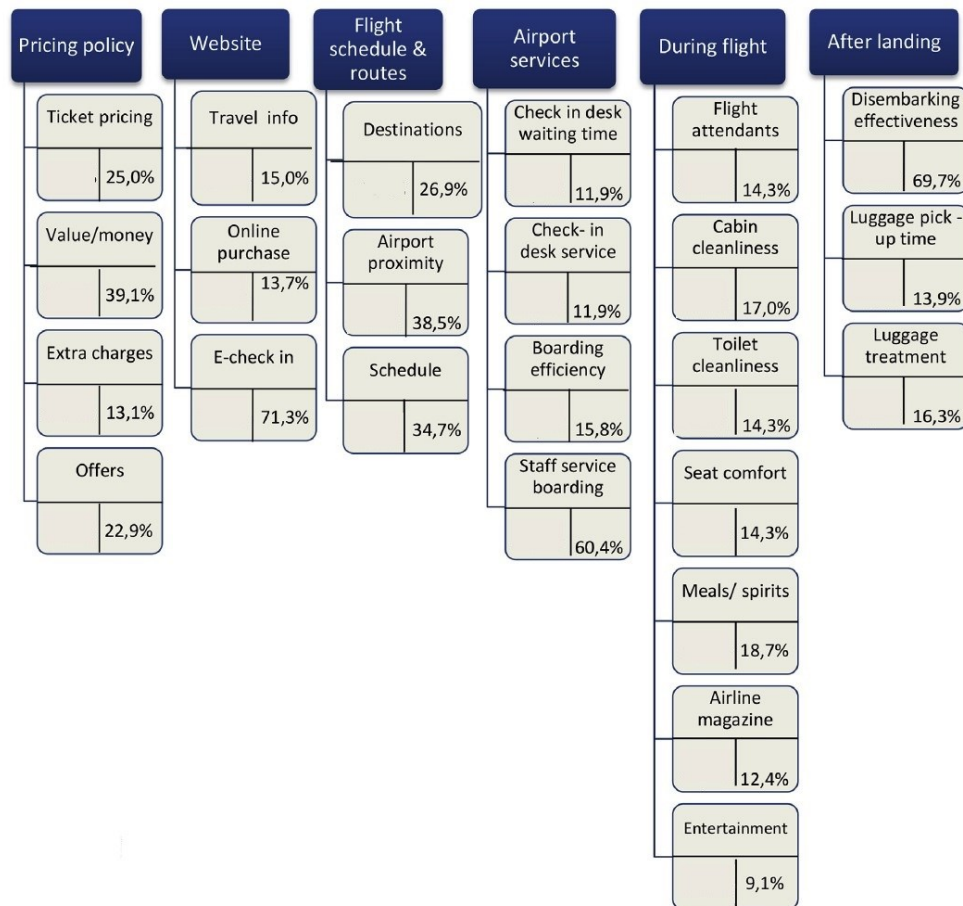 Pricing policy
Ticket pricing
25,0%
Value/money
39,1%
Extra charges
13,1%
Offers
22,9%
Website
Travel info
15,0%
Online
purchase
13,7%
E-check in
71,3%
Flight
schedule &
routes
Destinations
26,9%
Airport
proximity
38,5%
Schedule
34,7%
Airport
services
Check in desk
waiting time
11,9%
Check- in
desk service
11,9%
Boarding
efficiency
15,8%
Staff service
boarding
60,4%
During flight
Flight
attendants
14,3%
Cabin
cleanliness
17,0%
Toilet
cleanliness
14,3%
Seat comfort
14,3%
Meals/ spirits
18,7%
Airline
magazine
12,4%
Entertainment
9,1%
After landing
Disembarking
effectiveness
69,7%
Luggage pick -
up time
13,9%
Luggage
treatment
16,3%